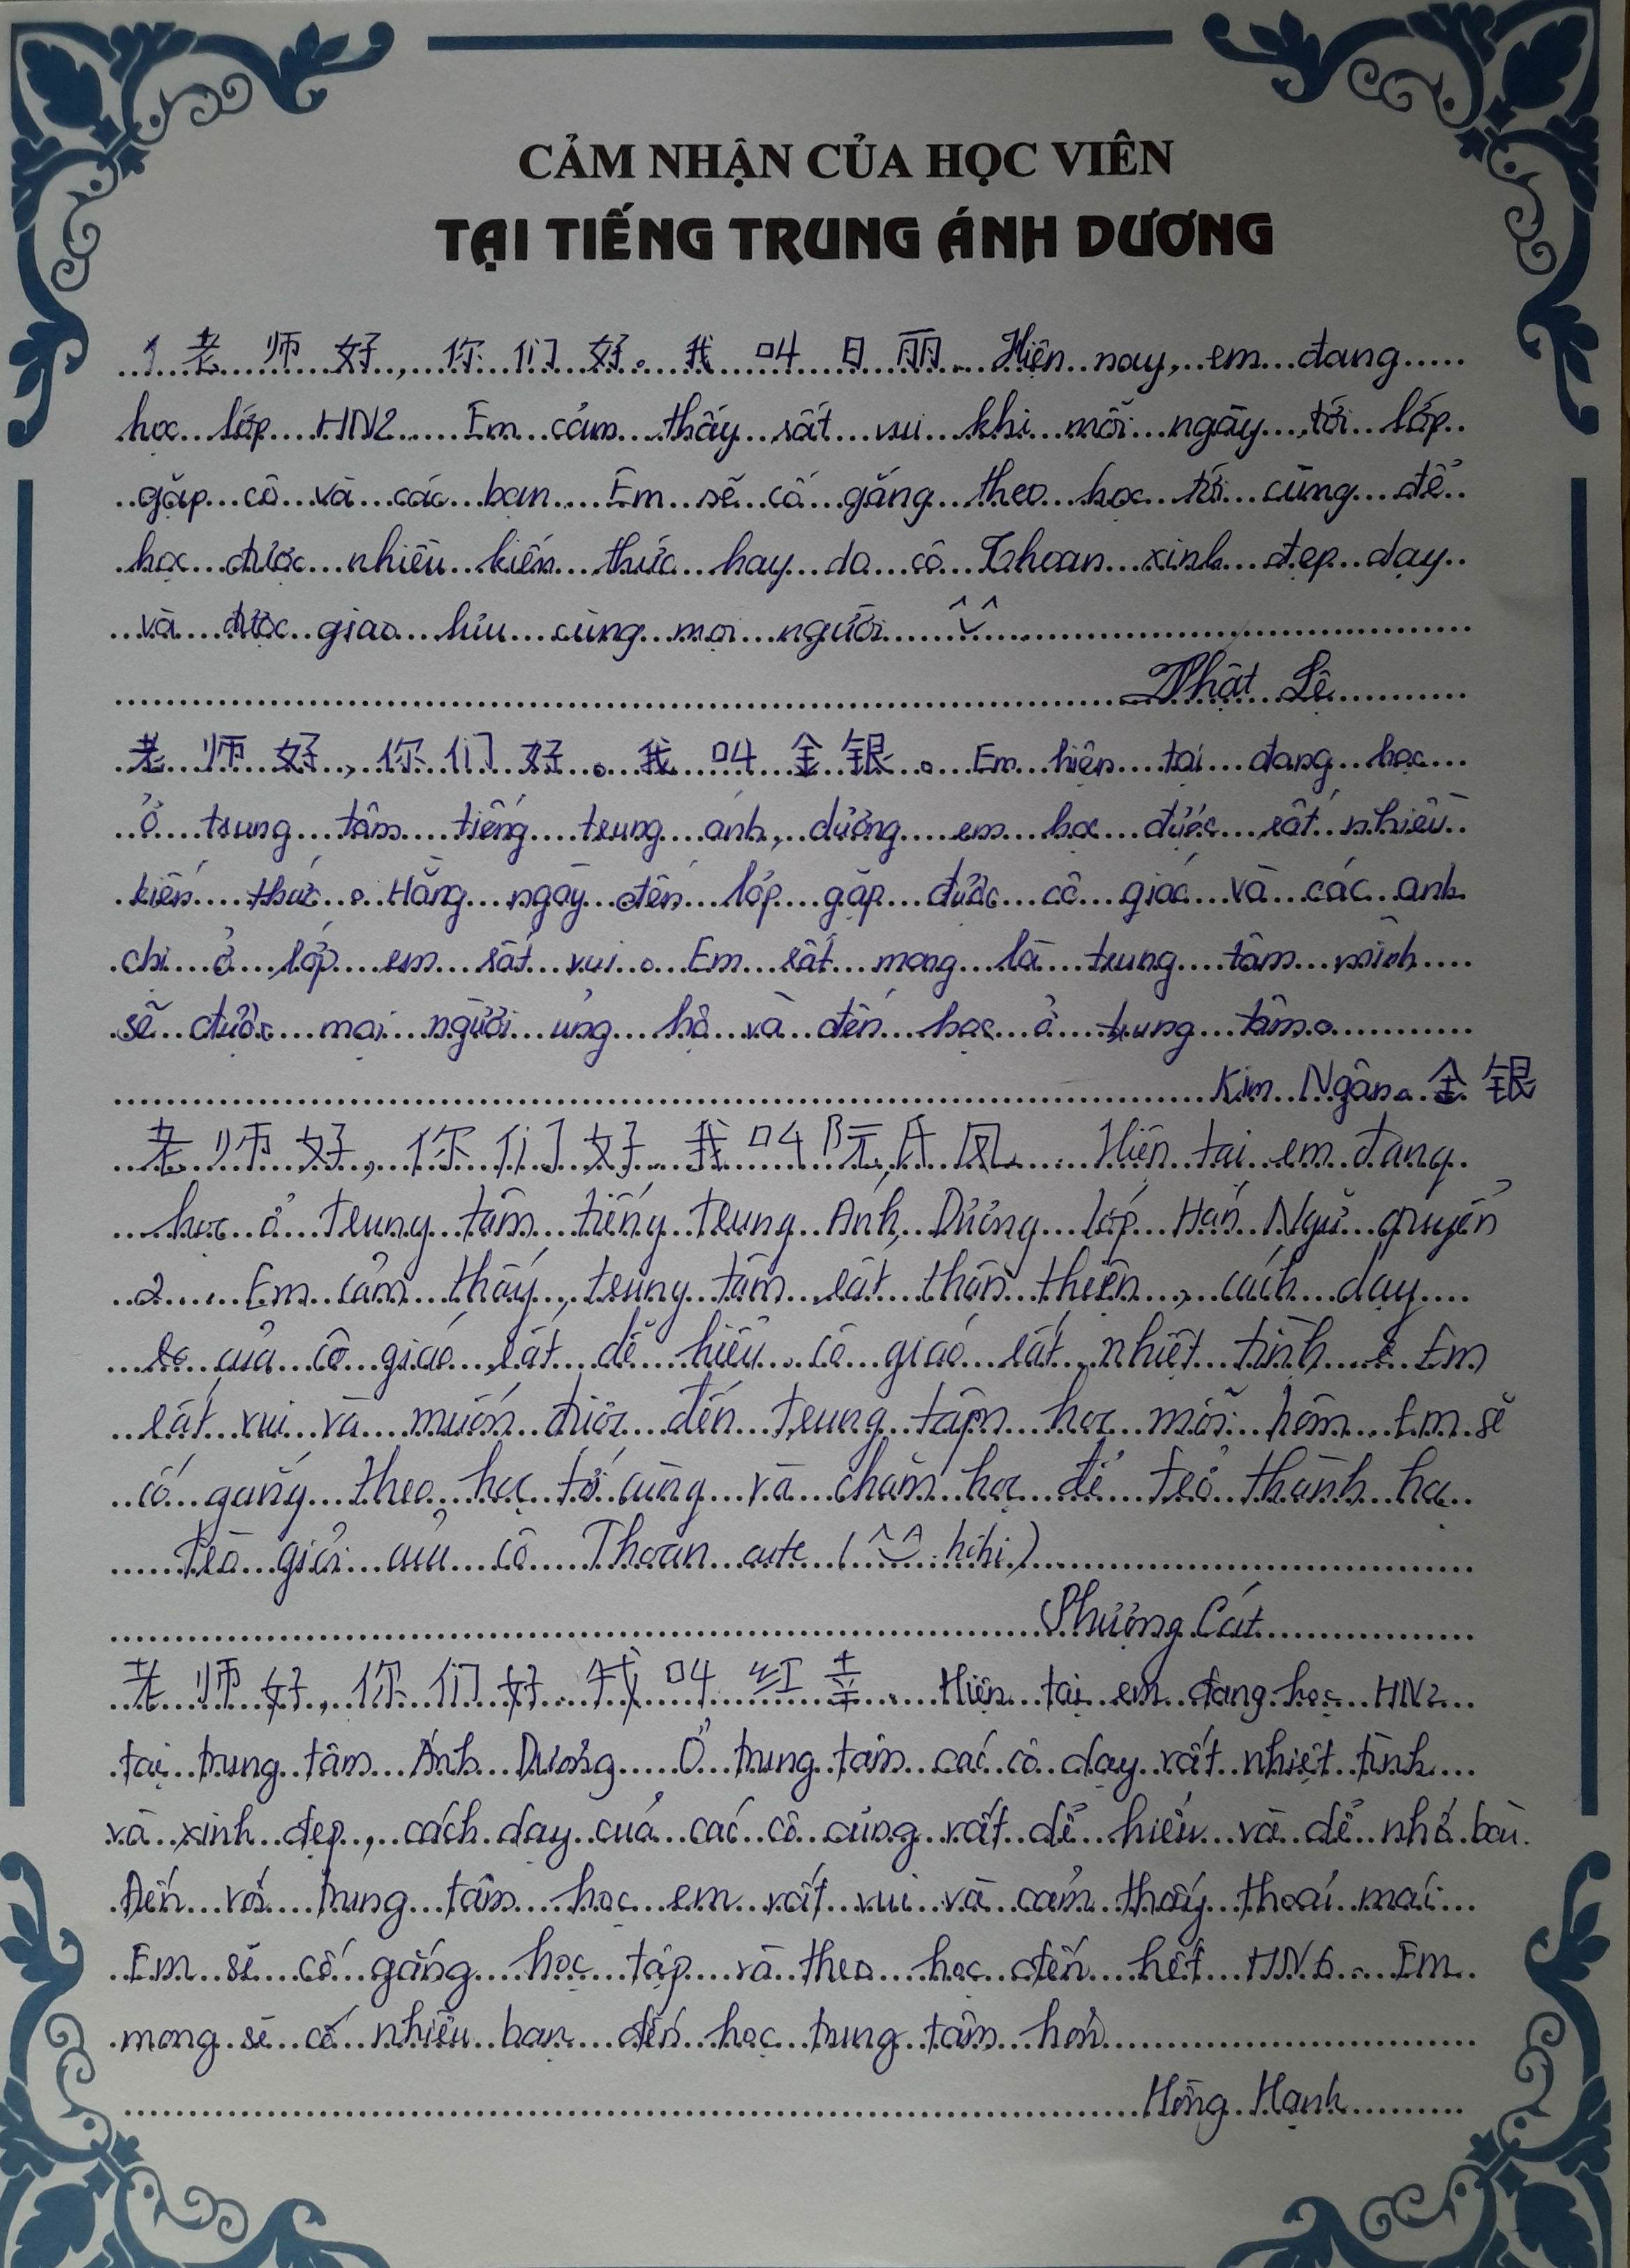 CẢM NHẬN CỦA HỌC VIÊN
TẠI TIẾNG TRUNG ÁNH DƯƠNG
1 老师好, 你们好。我叫日丽. Hiện nay, em đang
học lớp HN2. Em cảm thấy rất vui khi mỗi ngày tới lớp
gặp cô và các bạn. Em sẽ cố gắng theo học tới cùng để
học được nhiều kiến thức hay do cô Thoan xinh đẹp dạy
và được giao lưu cùng mọi người ^^
Nhật Lệ
老师好, 你们好。我叫金银。Em hiện tại đang học
ở trung tâm tiếng trung ánh dương em học được rất nhiều
kiến thức. Hằng ngày đến lớp gặp được cô giáo và các anh
chị ở lớp em rất vui. Em rất mong là trung tâm mình
sẽ được mọi người ủng hộ và đến học ở trung tâm.
Kim Ngân. 金银
老师好, 你们好. 我叫阮氏凤. Hiện tại em đang
học ở trung tâm tiếng Trung Ánh Dương lớp Hán Ngữ quyển
2. Em cảm thấy, trung tâm rất thân thiện, cách dạy
của cô giáo rất dễ hiểu, cô giáo rất nhiệt tình. Em
rất vui và muốn được đến trung tâm học mỗi hôm. Em sẽ
cố gắng theo học tới cùng và chăm học để trở thành học
trò giỏi của cô Thoan cute (^^ hihi)
Phượng Cát
老师好, 你们好. 我叫红幸. Hiện tại em đang học HN2
tại trung tâm Ánh Dương. Ở trung tâm các cô dạy rất nhiệt tình
và xinh đẹp, cách dạy của các cô cũng rất dễ hiểu và dễ nhớ bài.
Đến với trung tâm học em rất vui và cảm thấy thoải mái.
Em sẽ cố gắng học tập và theo học đến hết HN6. Em
mong sẽ có nhiều bạn đến học trung tâm hơn
Hồng Hạnh